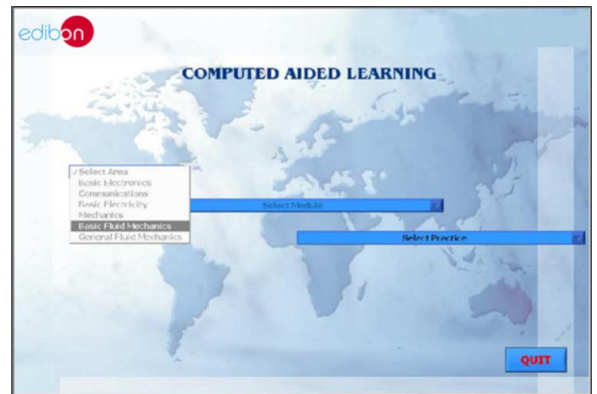 edibon
COMPUTED AIDED LEARNING
✓Select Area
Basic Electronics
Communications
Basic Electricity
Mechanics
Basic Fluid Mechanics
General Fluid Mechanics
Select Module
Select Practice
QUIT